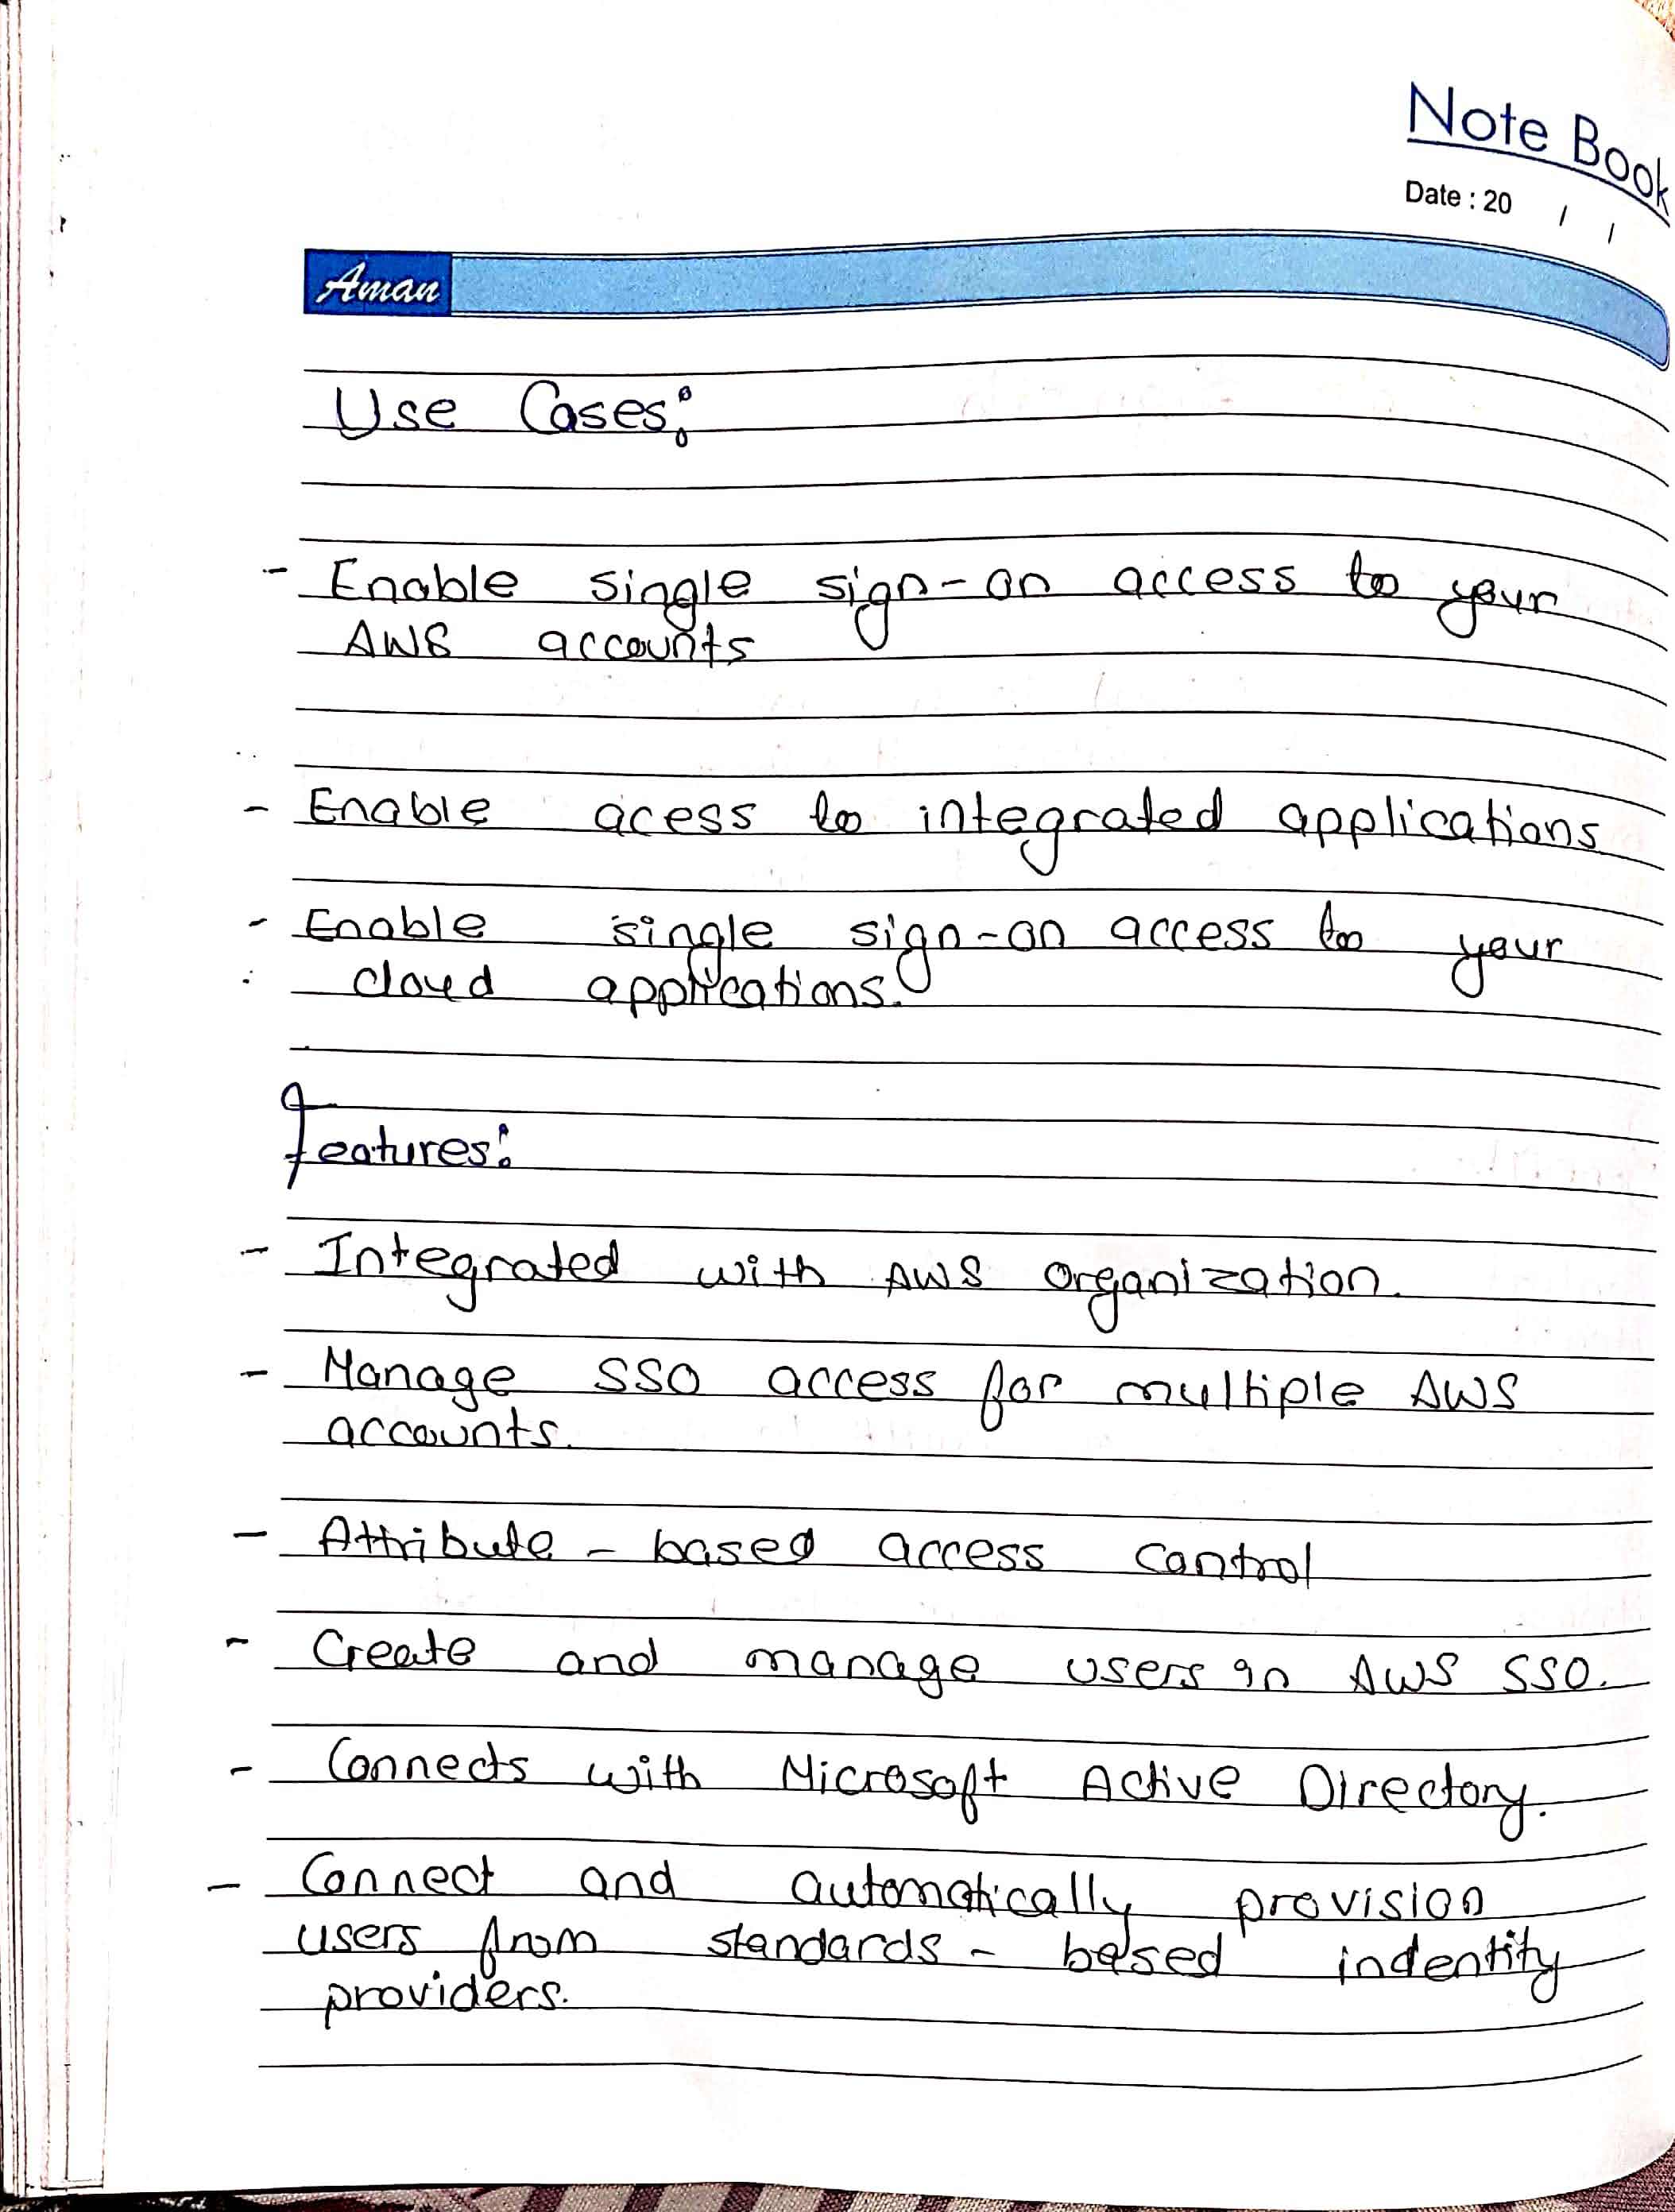 Note Book
Date : 20 / /
Aman
Use Cases:
- Enable single sign-on access to your
AWS accounts
- Enable acess to integrated applications
- Enable single sign-on access to your
cloud applications.
Features:
- Integrated with AWS Organization.
- Manage SSO access for multiple AWS
accounts.
- Attribute - based access control
- Create and manage users in AWS SSO.
- Connects with Microsoft Active Directory.
- Connect and automatically provision
users from standards - based indentity
providers.